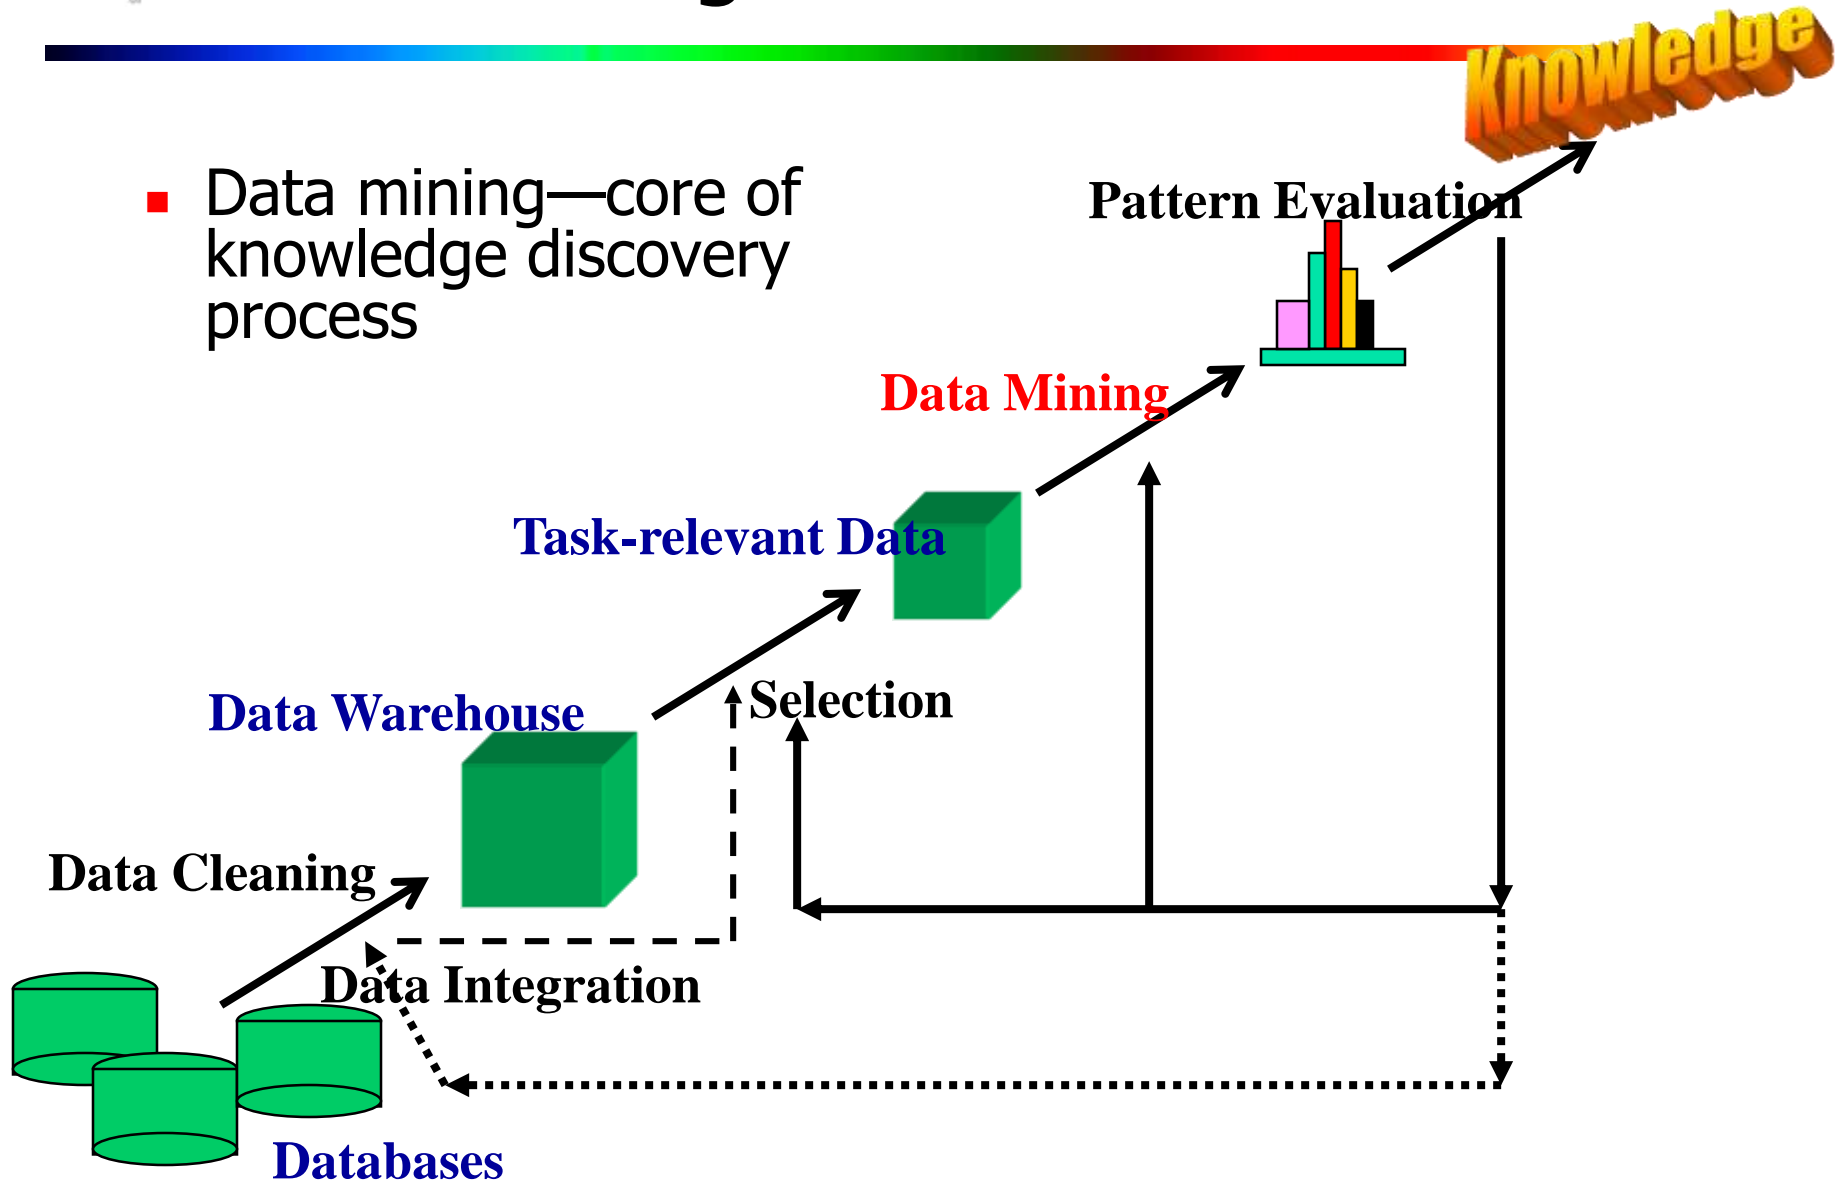 Knowledge
Data mining—core of
knowledge discovery
process
Pattern Evaluation
Data Mining
Task-relevant Data
Selection
Data Warehouse
Data Cleaning
Data Integration
Databases